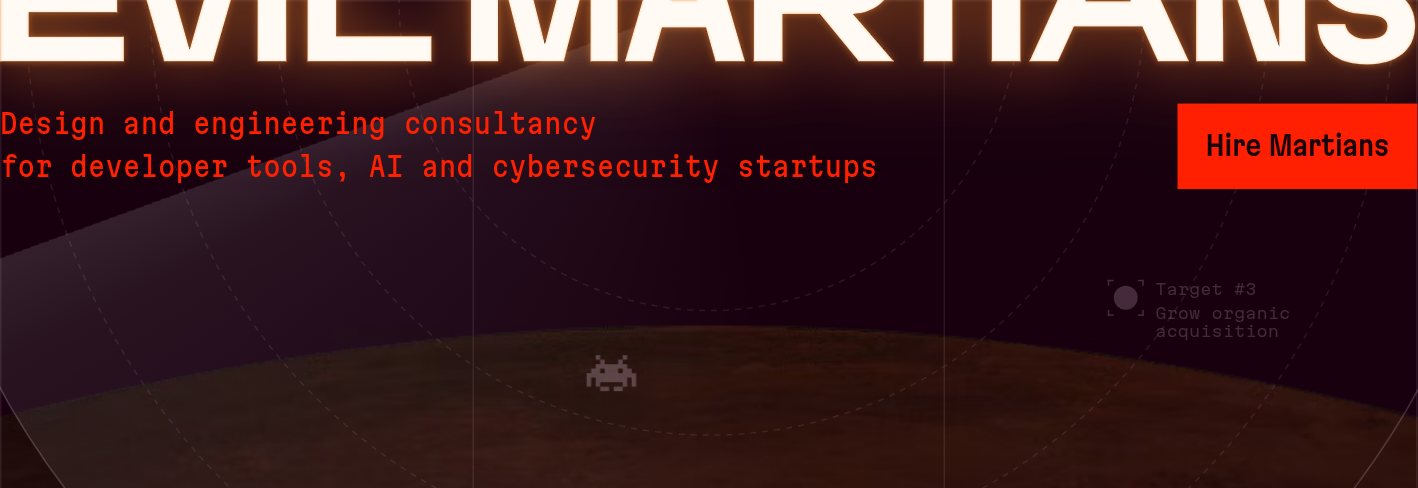 EVIL MARTIANS
Design and engineering consultancy
for developer tools, AI and cybersecurity startups
Hire Martians
Target #3
Grow organic
acquisition